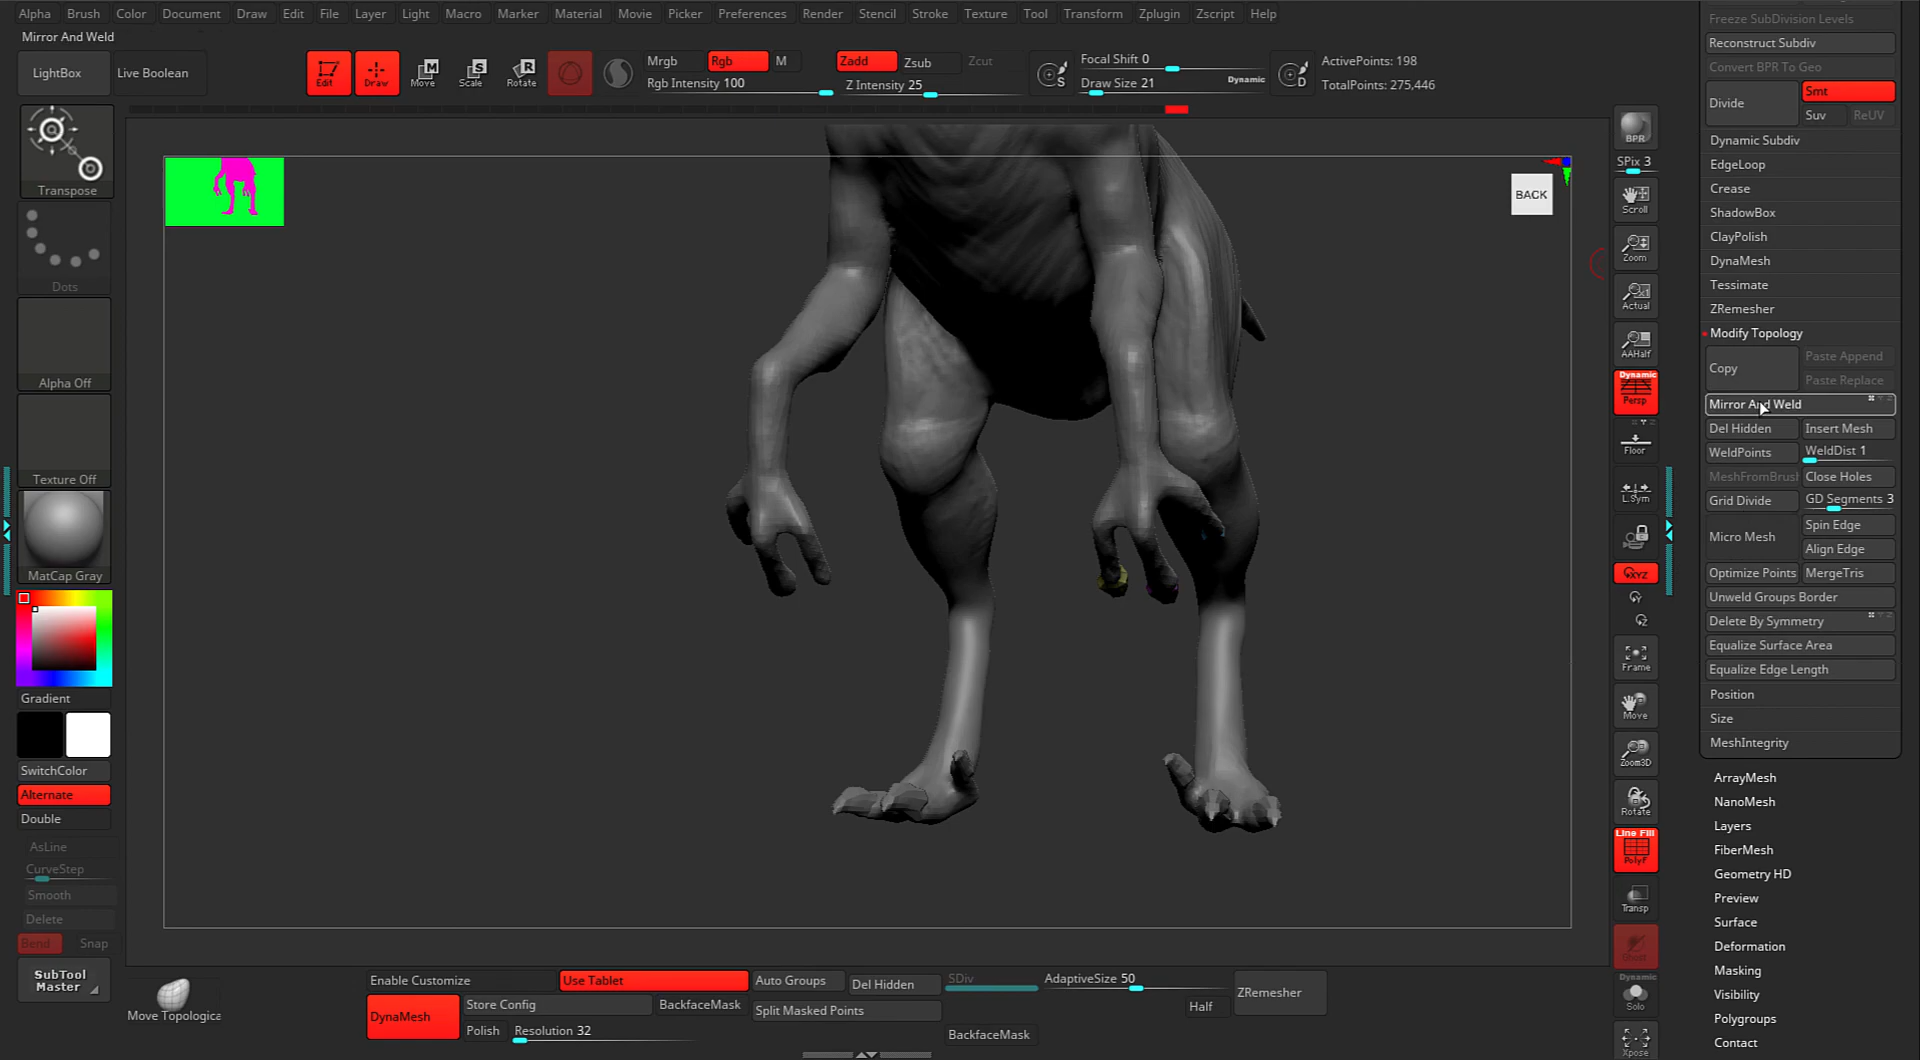 Alpha Brush Color Document Draw Edit File Layer Light Macro Marker Material Movie Picker Preferences Render Stencil Stroke Texture Tool Transform Zplugin Zscript Help
Mirror And Weld
LightBox
Live Boolean
Edit
Draw
Move
Scale
Rotate
Mrgb Rgb M
Rgb Intensity 100
Zadd Zsub Zcut
Z Intensity 25
Focal Shift 0
Draw Size 21
Dynamic
ActivePoints: 198
TotalPoints: 275,446
Transpose
Dots
Alpha Off
Texture Off
MatCap Gray
Gradient
SwitchColor
Alternate
Double
AsLine
CurveStep
Smooth
Delete
Bend Snap
SubTool
Master
BACK
BPR
SPix 3
Scroll
Zoom
Actual
AAHalf
Dynamic
Persp
Floor
L.Sym
XYZ
Y
Z
Frame
Move
Zoom3D
Rotate
Line Fill
PolyF
Transp
Ghost
Dynamic
Solo
Xpose
Freeze SubDivision Levels
Reconstruct Subdiv
Convert BPR To Geo
Divide
Smt
Suv ReUV
Dynamic Subdiv
EdgeLoop
Crease
ShadowBox
ClayPolish
DynaMesh
Tessimate
ZRemesher
Modify Topology
Copy
Paste Append
Paste Replace
Mirror And Weld
Del Hidden Insert Mesh
WeldPoints WeldDist 1
MeshFromBrush Close Holes
Grid Divide GD Segments 3
Micro Mesh
Spin Edge
Align Edge
Optimize Points MergeTris
Unweld Groups Border
Delete By Symmetry
Equalize Surface Area
Equalize Edge Length
Position
Size
MeshIntegrity
ArrayMesh
NanoMesh
Layers
FiberMesh
Geometry HD
Preview
Surface
Deformation
Masking
Visibility
Polygroups
Contact
Move Topologica
Enable Customize
Use Tablet
Auto Groups
Del Hidden
SDiv
AdaptiveSize 50
DynaMesh
Store Config
BackfaceMask
Split Masked Points
Half
ZRemesher
Polish
Resolution 32
BackfaceMask